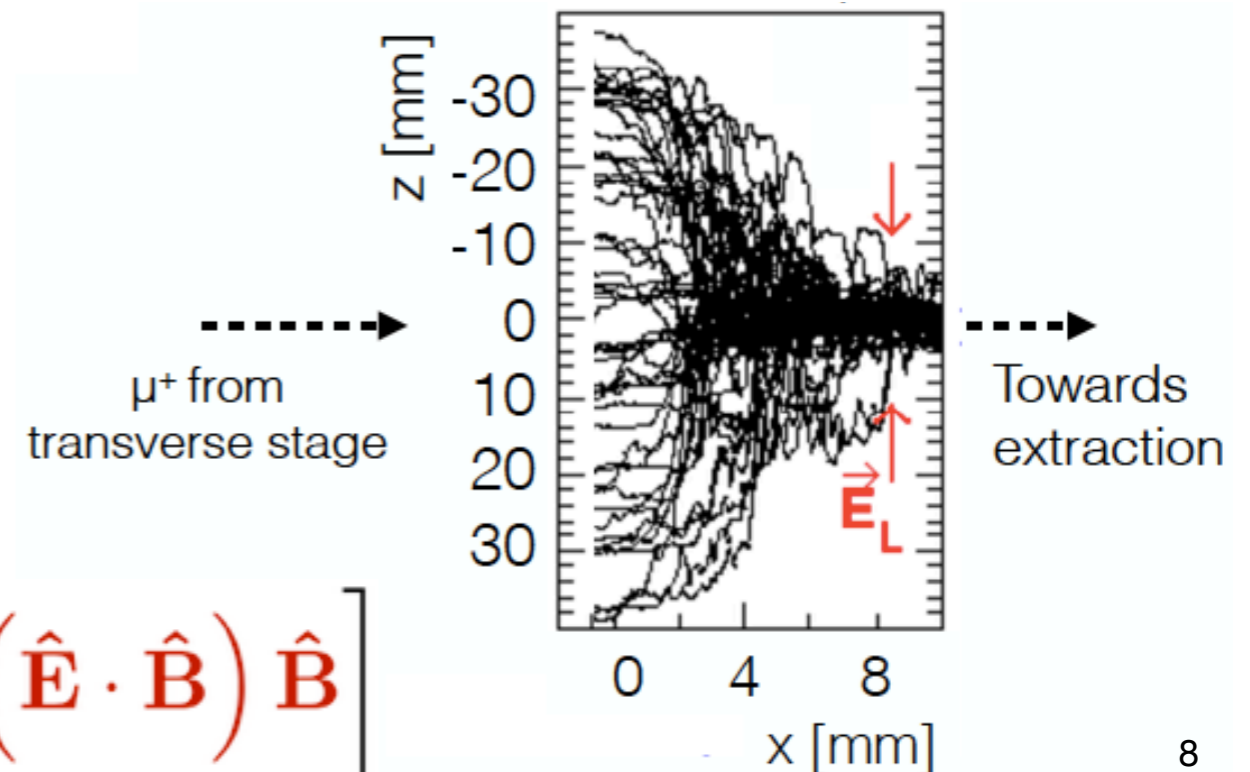 z [mm]
-30
-20
-10
0
10
20
30
μ+ from
transverse stage
Towards
extraction
E⃗L
0 4 8
x [mm]
(Ê · B̂) B̂]
8